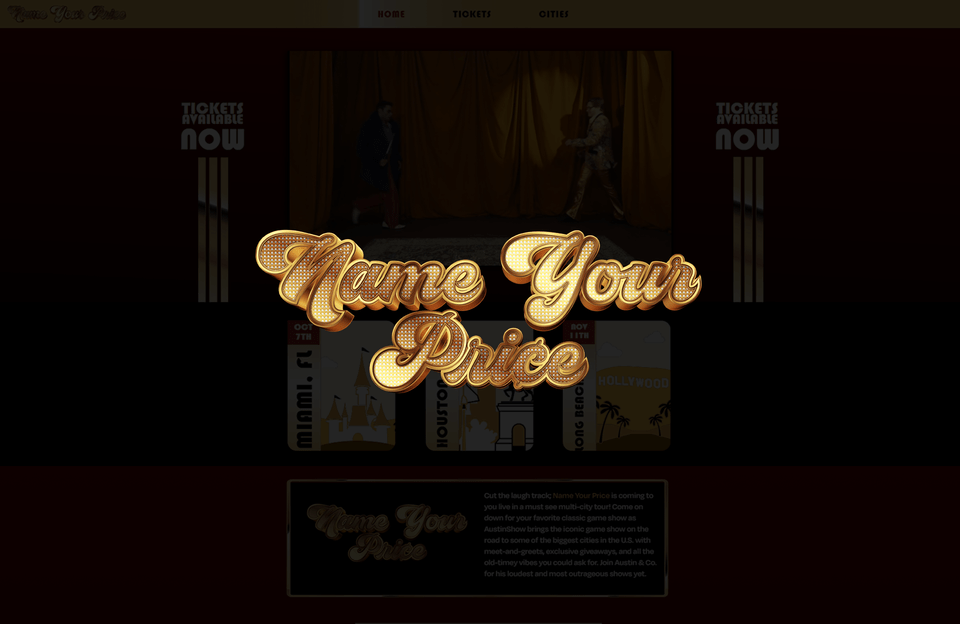 Name Your Price
HOME
TICKETS
CITIES
TICKETS
AVAILABLE
NOW
TICKETS
AVAILABLE
NOW
Name Your
Price
OCT
7TH
MIAMI, FL
HOUSTON
NOV
11TH
LONG BEACH
HOLLYWOOD
Name Your
Price
Cut the laugh track; Name Your Price is coming to
you live in a must see multi-city tour! Come on
down for your favorite classic game show as
AustinShow brings the iconic game show on the
road to some of the biggest cities in the U.S. with
meet-and-greets, exclusive giveaways, and all the
old-timey vibes you could ask for. Join Austin & Co.
for his loudest and most outrageous shows yet.